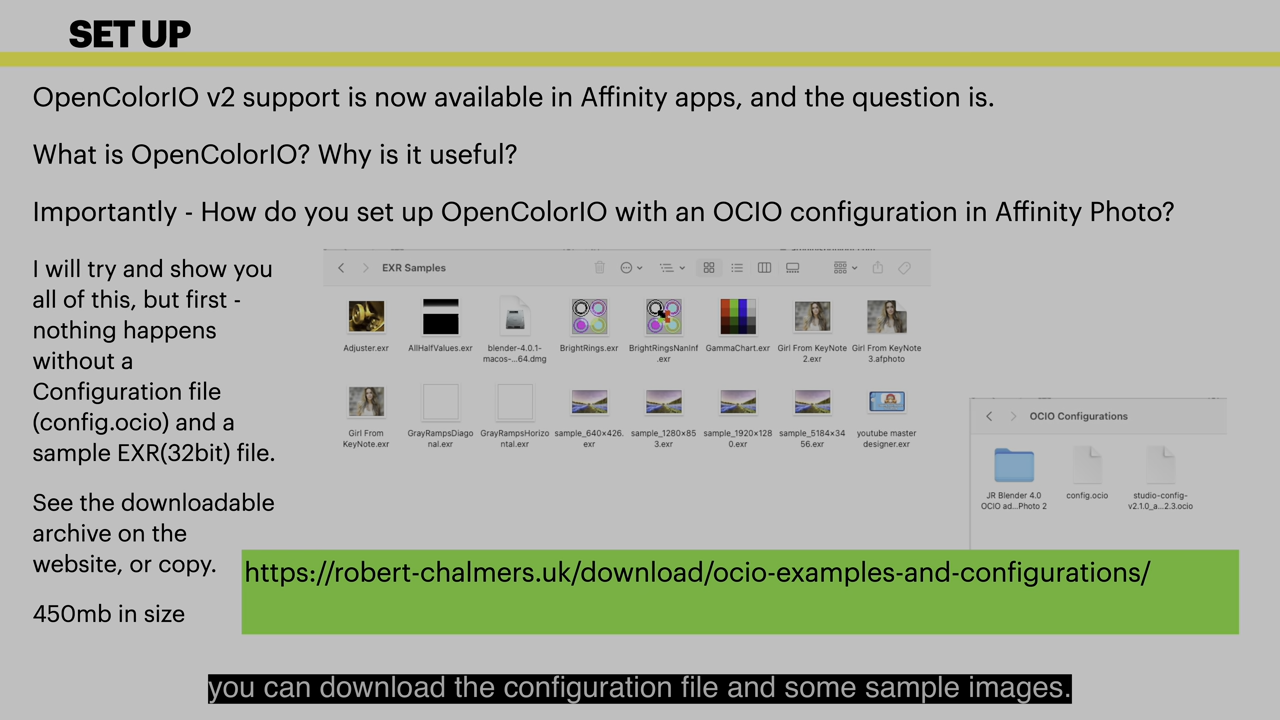 SET UP
OpenColorIO v2 support is now available in Affinity apps, and the question is.
What is OpenColorIO? Why is it useful?
Importantly - How do you set up OpenColorIO with an OCIO configuration in Affinity Photo?
I will try and show you
all of this, but first -
nothing happens
without a
Configuration file
(config.ocio) and a
sample EXR(32bit) file.
See the downloadable
archive on the
website, or copy.
450mb in size
EXR Samples
Adjuster.exr
AllHalfValues.exr
blender-4.0.1-
macos-...64.dmg
BrightRings.exr
BrightRingsNanInf
.exr
GammaChart.exr
Girl From KeyNote
2.exr
Girl From KeyNote
3.afphoto
Girl From
KeyNote.exr
GrayRampsDiago
nal.exr
GrayRampsHorizo
ntal.exr
sample_640×426.
exr
sample_1280×85
3.exr
sample_1920×128
0.exr
sample_5184×34
56.exr
youtube master
designer.exr
OCIO Configurations
JR Blender 4.0
OCIO ad...Photo 2
config.ocio
studio-config-
v2.1.0_a...2.3.ocio
https://robert-chalmers.uk/download/ocio-examples-and-configurations/
you can download the configuration file and some sample images.